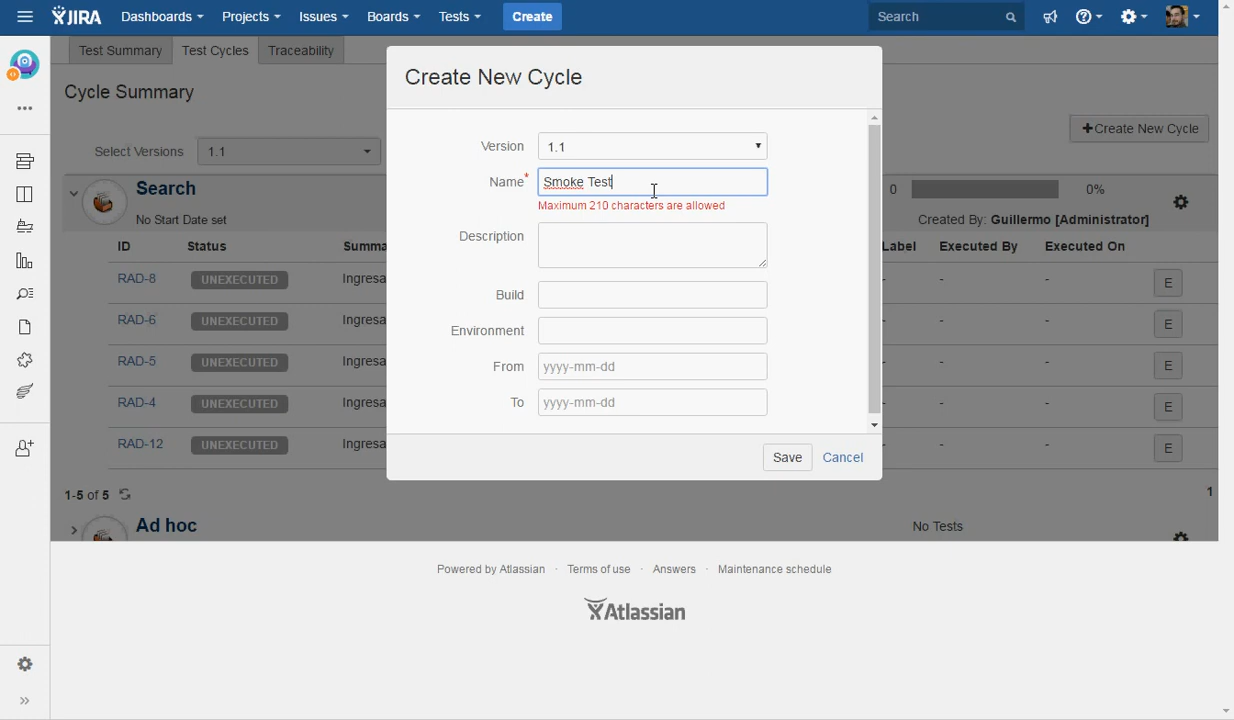 JIRA Dashboards Projects Issues Boards Tests Create Search
Test Summary Test Cycles Traceability
Create New Cycle
Cycle Summary
+Create New Cycle
Select Versions 1.1
Version 1.1
Name* Smoke Test
Maximum 210 characters are allowed
Search 0 0%
No Start Date set Created By: Guillermo [Administrator]
Description
ID Status Summa Label Executed By Executed On
RAD-8 UNEXECUTED Ingresa - - E
Build
RAD-6 UNEXECUTED Ingresa - - E
Environment
RAD-5 UNEXECUTED Ingresa - - E
From yyyy-mm-dd
RAD-4 UNEXECUTED Ingresa - - E
To yyyy-mm-dd
RAD-12 UNEXECUTED Ingresa - - E
Save Cancel
1-5 of 5 1
Ad hoc No Tests
Powered by Atlassian · Terms of use · Answers · Maintenance schedule
Atlassian